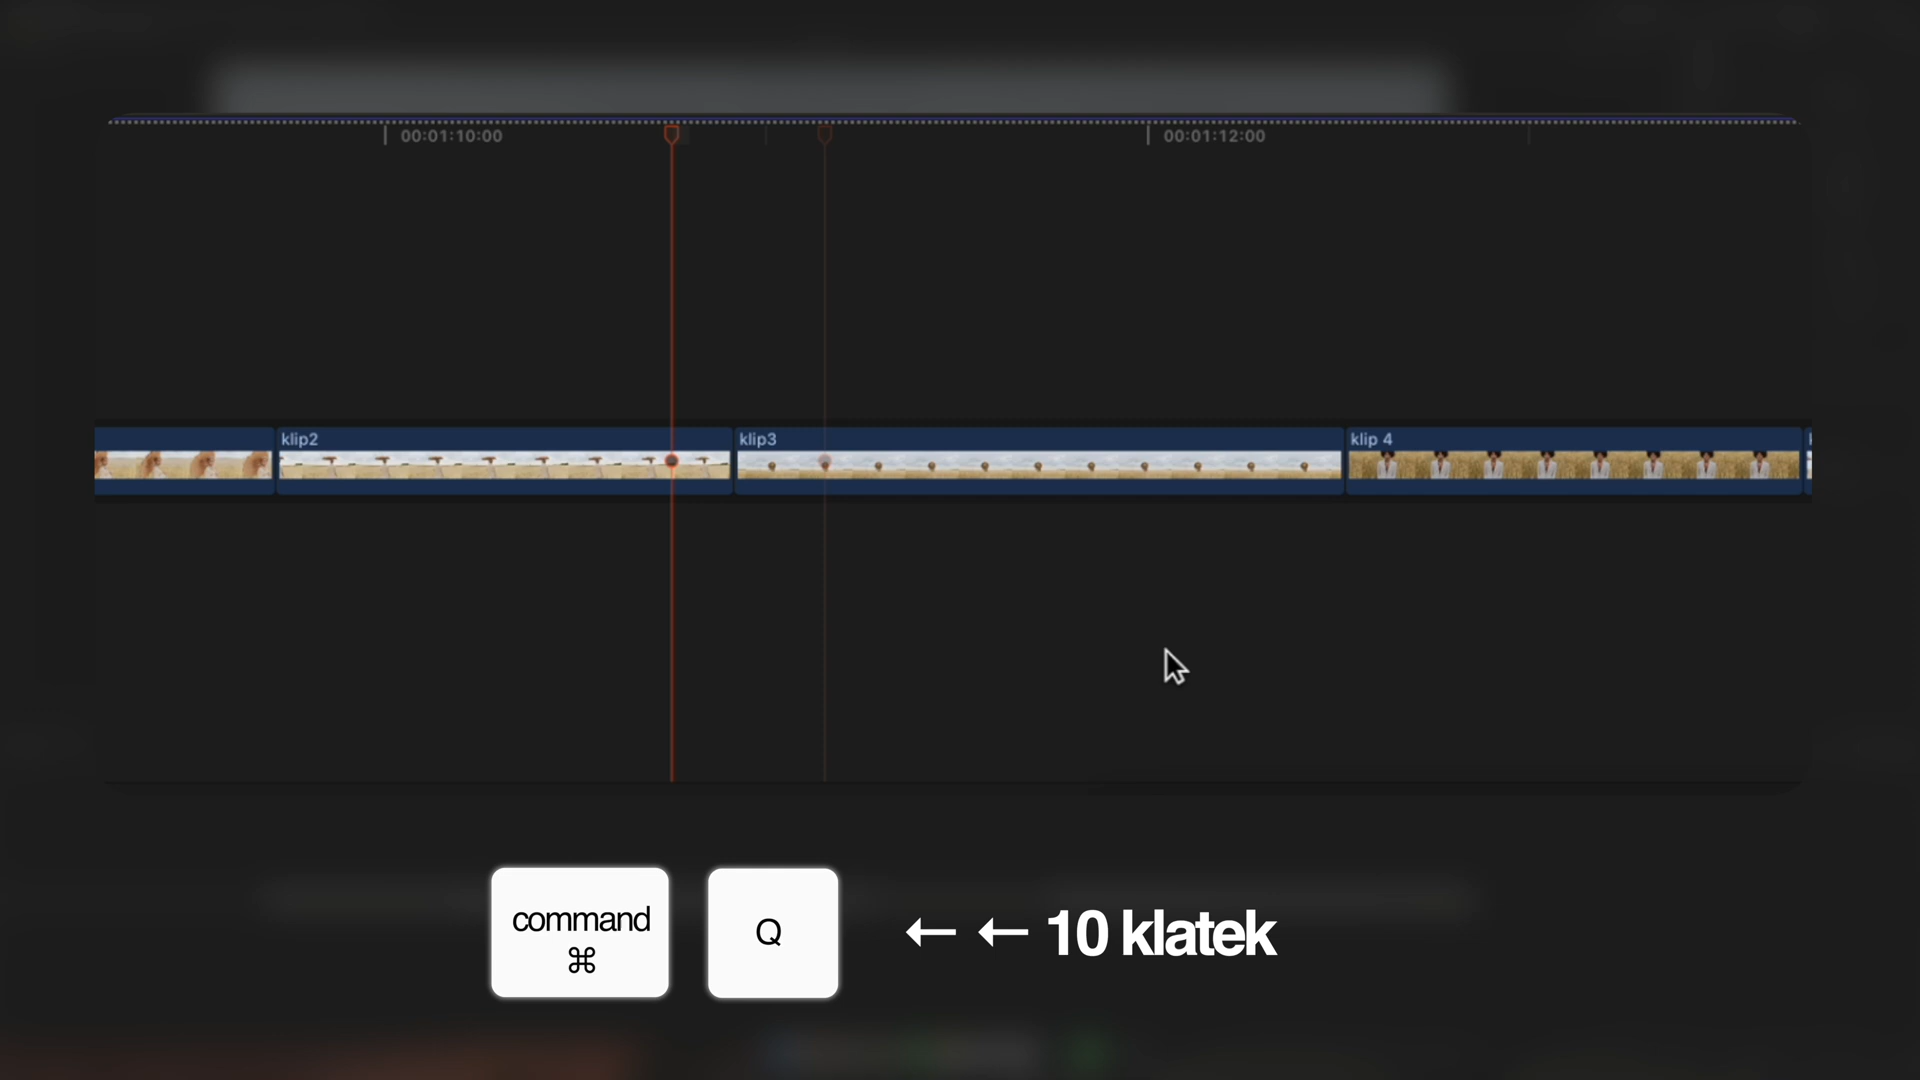 00:01:10:00
00:01:12:00
klip2
klip3
klip 4
command
⌘
Q
← ← 10 klatek